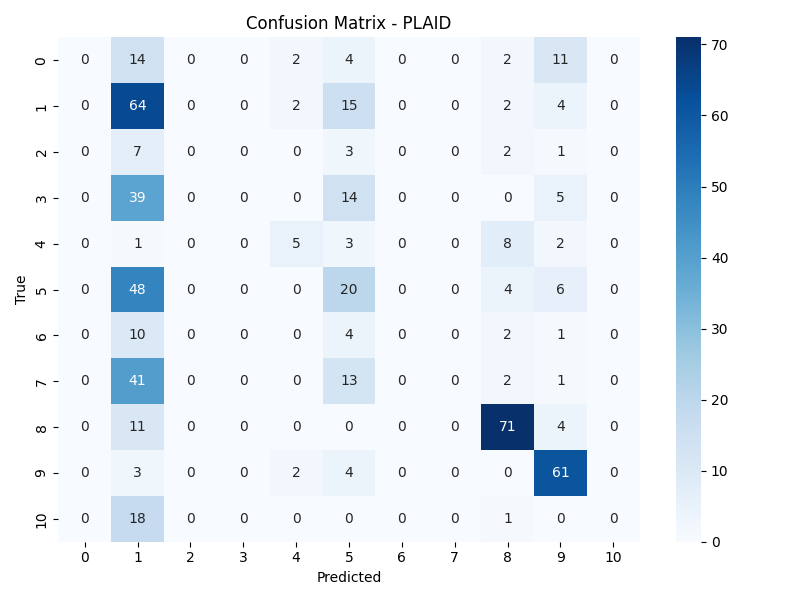 Confusion Matrix - PLAID
0 0 14 0 0 2 4 0 0 2 11 0
1 0 64 0 0 2 15 0 0 2 4 0
2 0 7 0 0 0 3 0 0 2 1 0
3 0 39 0 0 0 14 0 0 0 5 0
4 0 1 0 0 5 3 0 0 8 2 0
5 0 48 0 0 0 20 0 0 4 6 0
6 0 10 0 0 0 4 0 0 2 1 0
7 0 41 0 0 0 13 0 0 2 1 0
8 0 11 0 0 0 0 0 0 71 4 0
9 0 3 0 0 2 4 0 0 0 61 0
10 0 18 0 0 0 0 0 0 1 0 0
0 1 2 3 4 5 6 7 8 9 10
Predicted
True
70
60
50
40
30
20
10
0